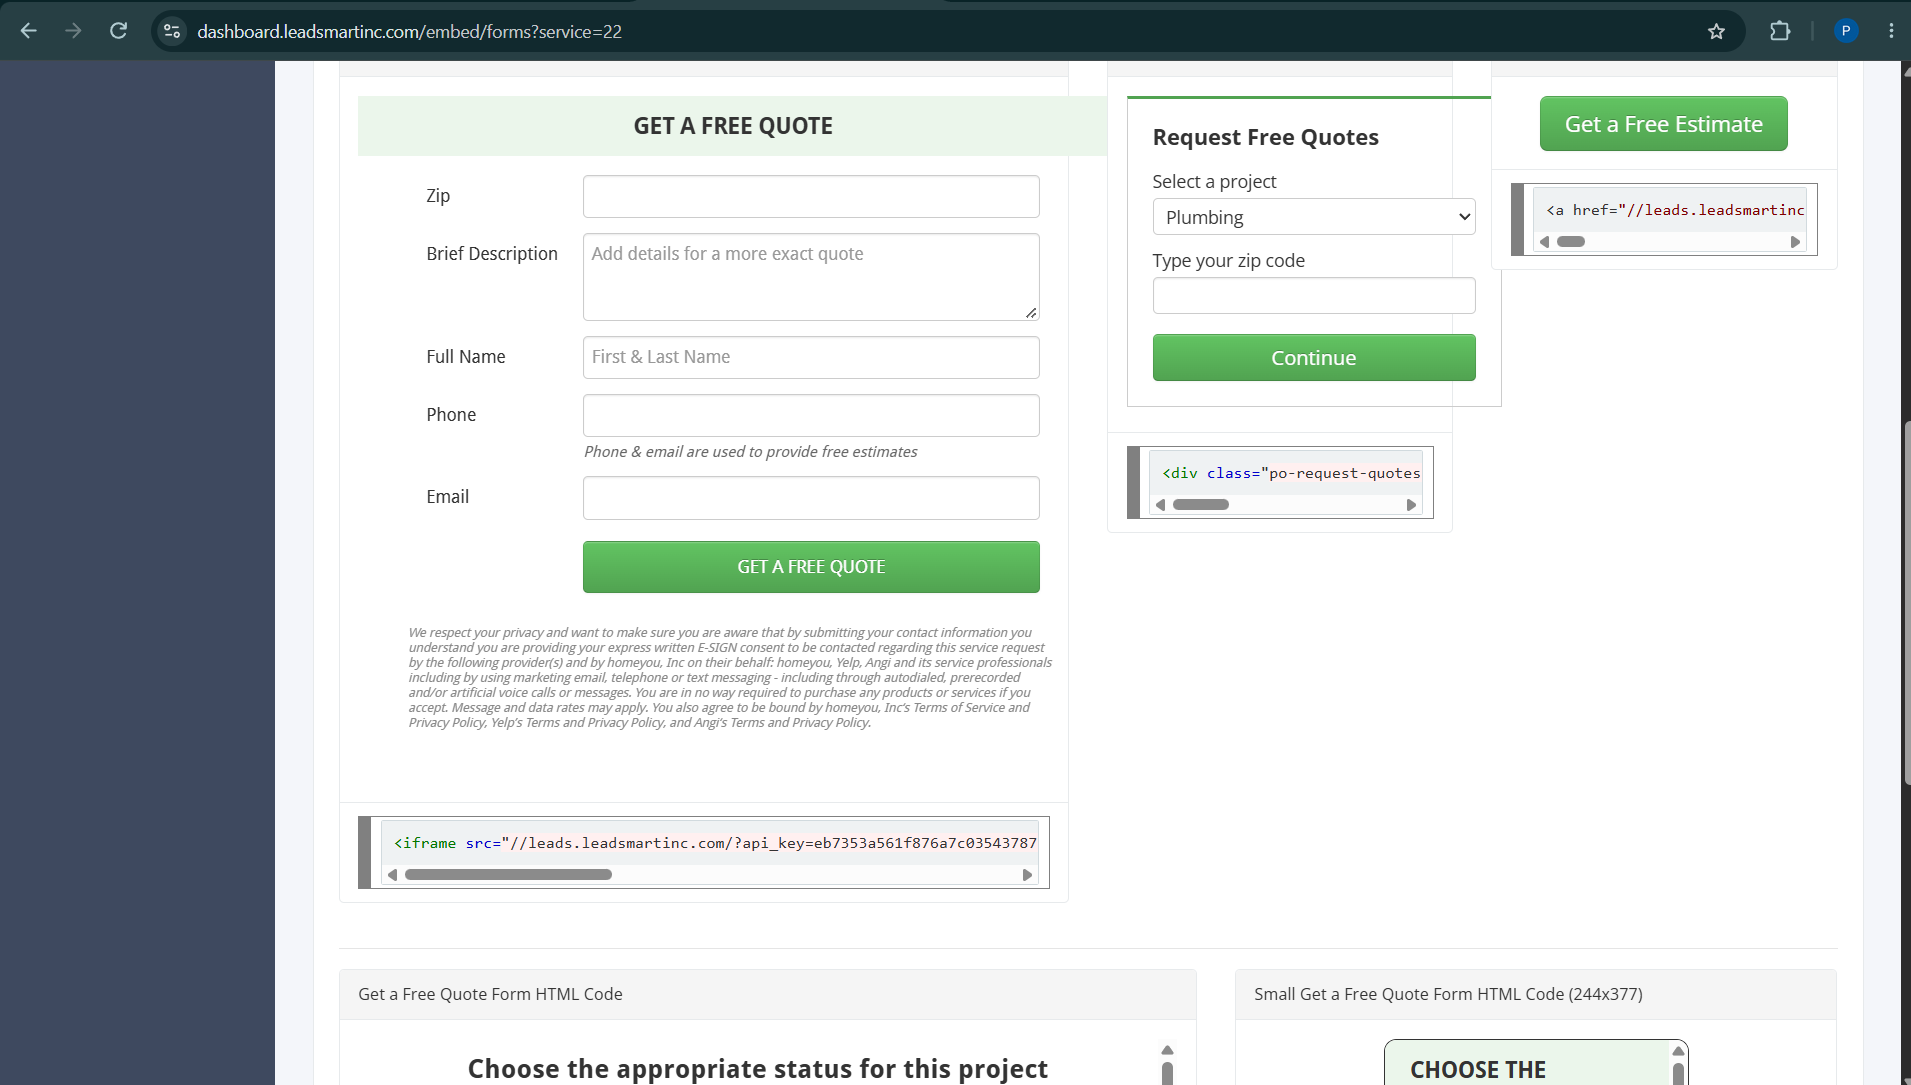 dashboard.leadsmartinc.com/embed/forms?service=22
P
GET A FREE QUOTE
Zip
Brief Description
Add details for a more exact quote
Full Name
First & Last Name
Phone
Phone & email are used to provide free estimates
Email
GET A FREE QUOTE
We respect your privacy and want to make sure you are aware that by submitting your contact information you
understand you are providing your express written E-SIGN consent to be contacted regarding this service request
by the following provider(s) and by homeyou, Inc on their behalf: homeyou, Yelp, Angi and its service professionals
including by using marketing email, telephone or text messaging - including through autodialed, prerecorded
and/or artificial voice calls or messages. You are in no way required to purchase any products or services if you
accept. Message and data rates may apply. You also agree to be bound by homeyou, Inc's Terms of Service and
Privacy Policy, Yelp's Terms and Privacy Policy, and Angi's Terms and Privacy Policy.
<iframe src="//leads.leadsmartinc.com/?api_key=eb7353a561f876a7c03543787
Request Free Quotes
Select a project
Plumbing
Type your zip code
Continue
<div class="po-request-quotes
Get a Free Estimate
<a href="//leads.leadsmartinc
Get a Free Quote Form HTML Code
Choose the appropriate status for this project
Small Get a Free Quote Form HTML Code (244x377)
CHOOSE THE